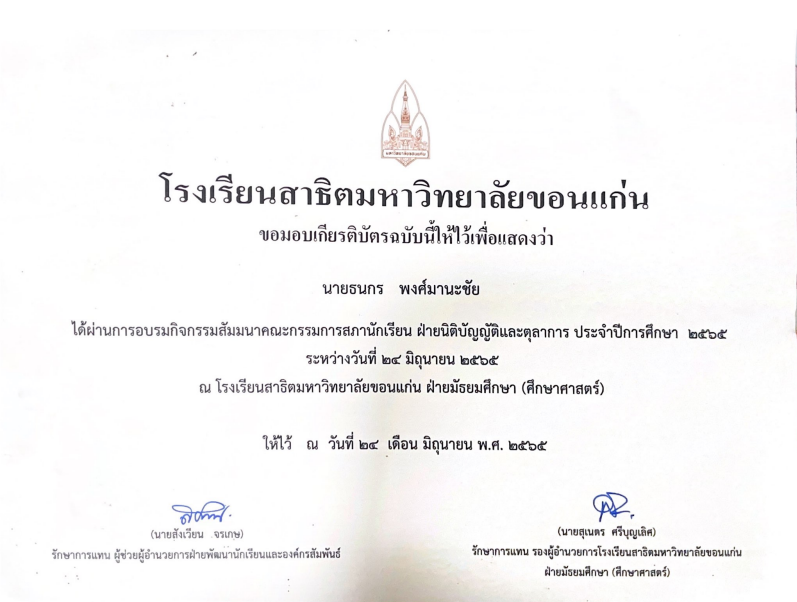 มหาวิทยาลัยขอนแก่น
โรงเรียนสาธิตมหาวิทยาลัยขอนแก่น
ขอมอบเกียรติบัตรฉบับนี้ให้ไว้เพื่อแสดงว่า
นายธนกร พงศ์มานะชัย
ได้ผ่านการอบรมกิจกรรมสัมมนาคณะกรรมการสภานักเรียน ฝ่ายนิติบัญญัติและตุลาการ ประจำปีการศึกษา ๒๕๖๕
ระหว่างวันที่ ๒๔ มิถุนายน ๒๕๖๕
ณ โรงเรียนสาธิตมหาวิทยาลัยขอนแก่น ฝ่ายมัธยมศึกษา (ศึกษาศาสตร์)
ให้ไว้ ณ วันที่ ๒๔ เดือน มิถุนายน พ.ศ. ๒๕๖๕
(นายสังเวียน จรเกษ)
รักษาการแทน ผู้ช่วยผู้อำนวยการฝ่ายพัฒนานักเรียนและองค์กรสัมพันธ์
(นายสุเนตร ศรีบุญเลิศ)
รักษาการแทน รองผู้อำนวยการโรงเรียนสาธิตมหาวิทยาลัยขอนแก่น
ฝ่ายมัธยมศึกษา (ศึกษาศาสตร์)